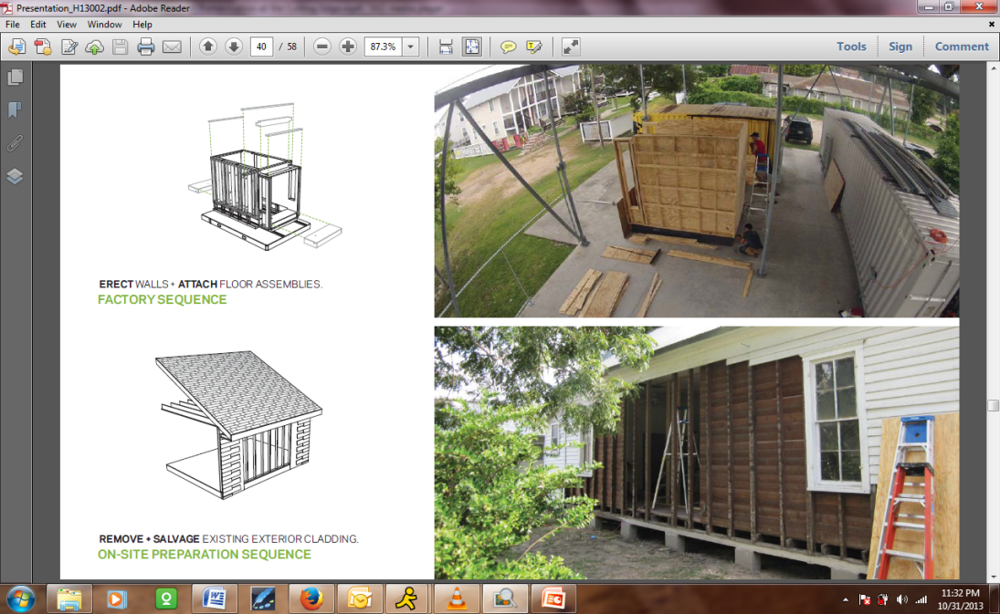 Presentation_H13002.pdf - Adobe Reader
File Edit View Window Help
40 / 58 87.3% Tools Sign Comment
ERECT WALLS + ATTACH FLOOR ASSEMBLIES.
FACTORY SEQUENCE
REMOVE + SALVAGE EXISTING EXTERIOR CLADDING.
ON-SITE PREPARATION SEQUENCE
11:32 PM
10/31/2013